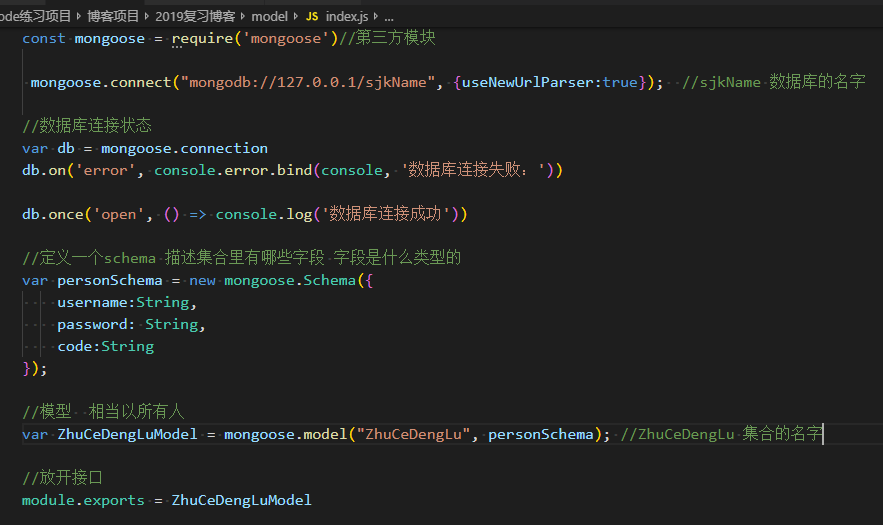 ode练习项目 › 博客项目 › 2019复习博客 › model › JS index.js › ...
const mongoose = require('mongoose')//第三方模块
mongoose.connect("mongodb://127.0.0.1/sjkName", {useNewUrlParser:true}); //sjkName 数据库的名字
//数据库连接状态
var db = mongoose.connection
db.on('error', console.error.bind(console, '数据库连接失败：'))
db.once('open', () => console.log('数据库连接成功'))
//定义一个schema 描述集合里有哪些字段 字段是什么类型的
var personSchema = new mongoose.Schema({
    username:String,
    password: String,
    code:String
});
//模型  相当以所有人
var ZhuCeDengLuModel = mongoose.model("ZhuCeDengLu", personSchema); //ZhuCeDengLu 集合的名字
//放开接口
module.exports = ZhuCeDengLuModel